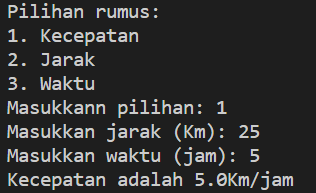 Pilihan rumus:
1. Kecepatan
2. Jarak
3. Waktu
Masukkann pilihan: 1
Masukkan jarak (Km): 25
Masukkan waktu (jam): 5
Kecepatan adalah 5.0Km/jam